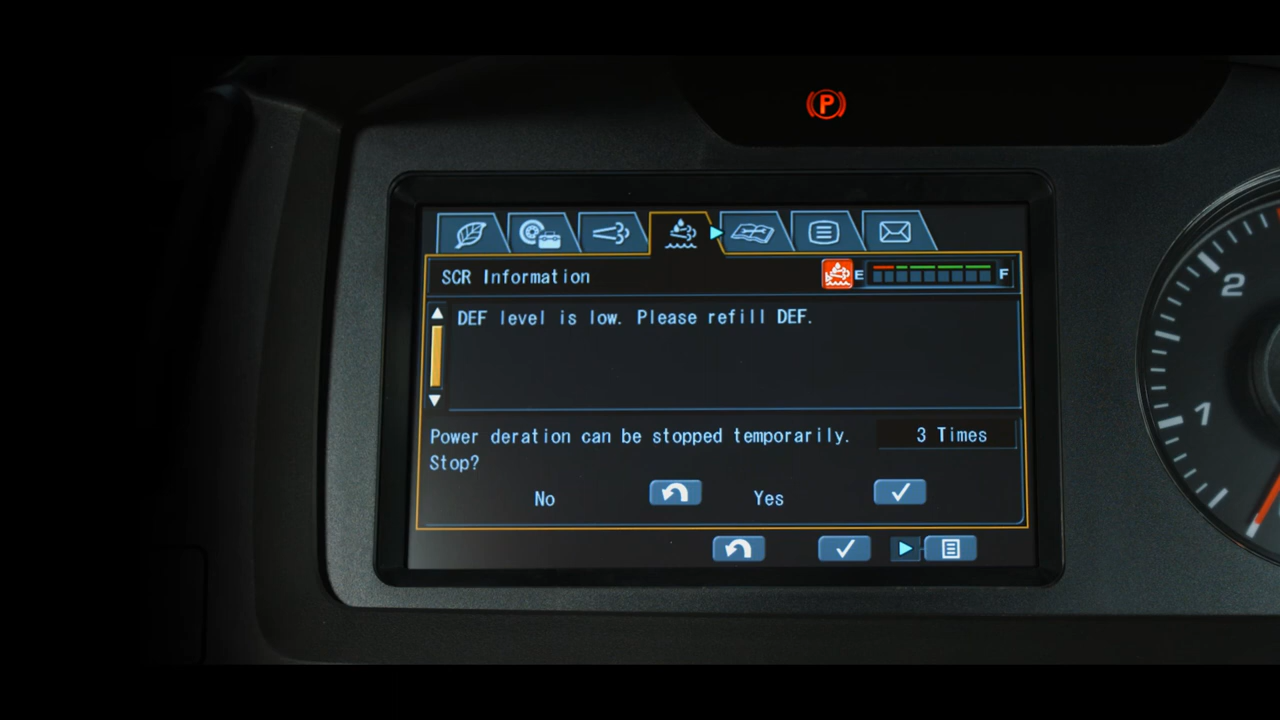 P
SCR Information
E F
DEF level is low. Please refill DEF.
Power deration can be stopped temporarily. 3 Times
Stop?
No Yes
2
1